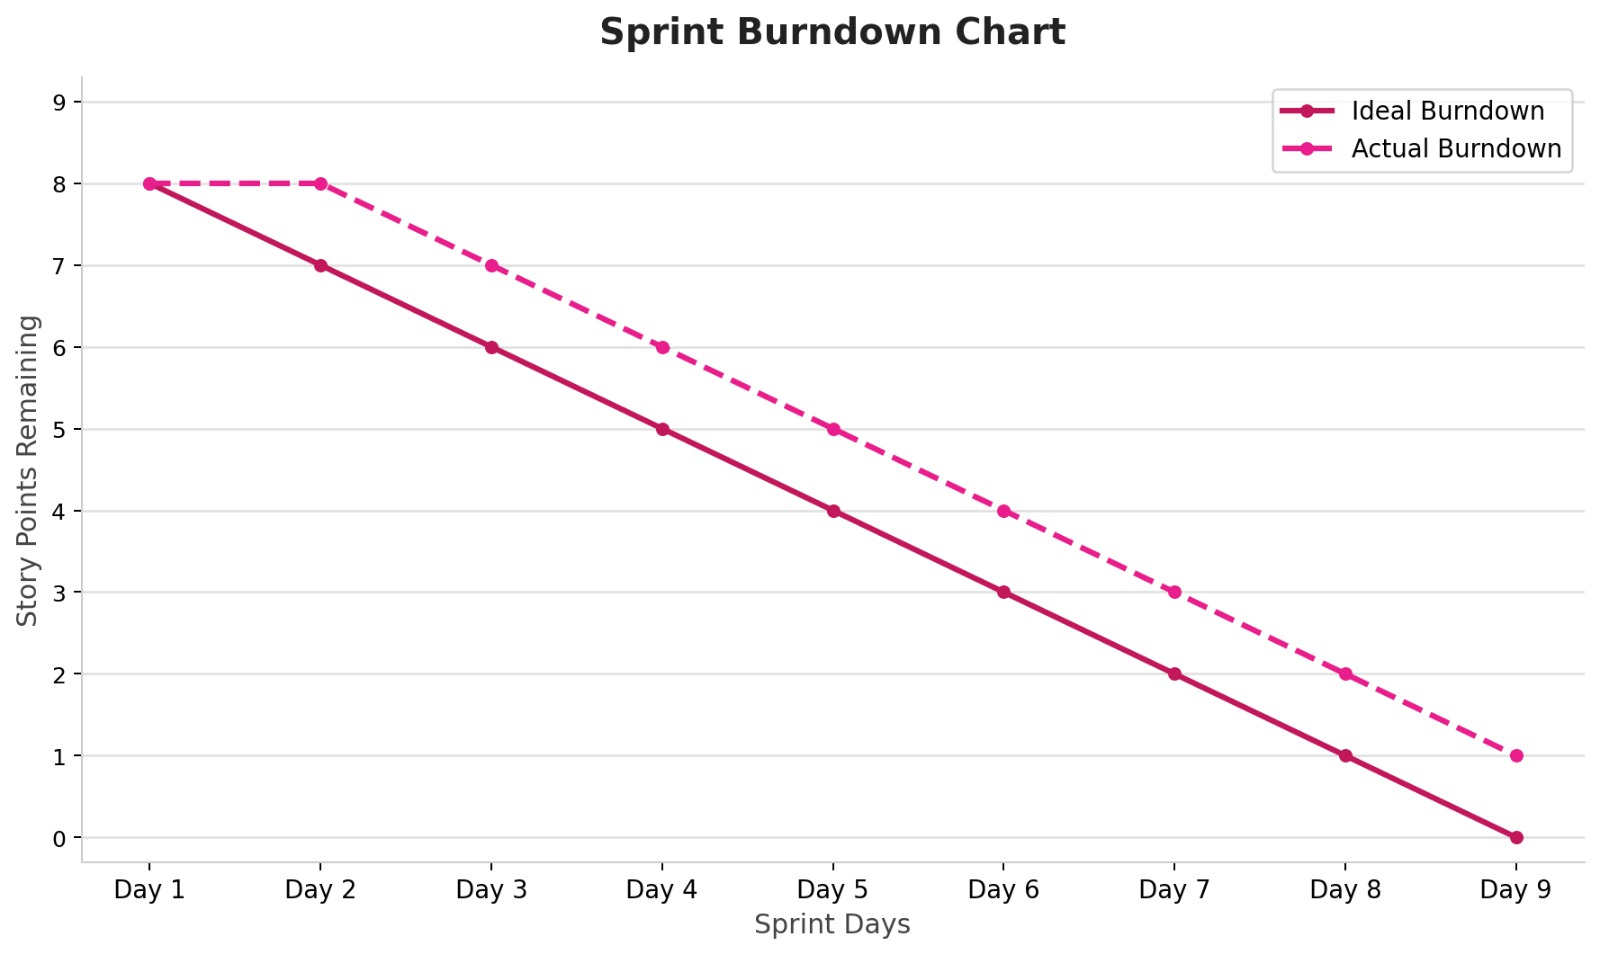 Sprint Burndown Chart
Ideal Burndown
Actual Burndown
Story Points Remaining
9
8
7
6
5
4
3
2
1
0
Day 1 Day 2 Day 3 Day 4 Day 5 Day 6 Day 7 Day 8 Day 9
Sprint Days